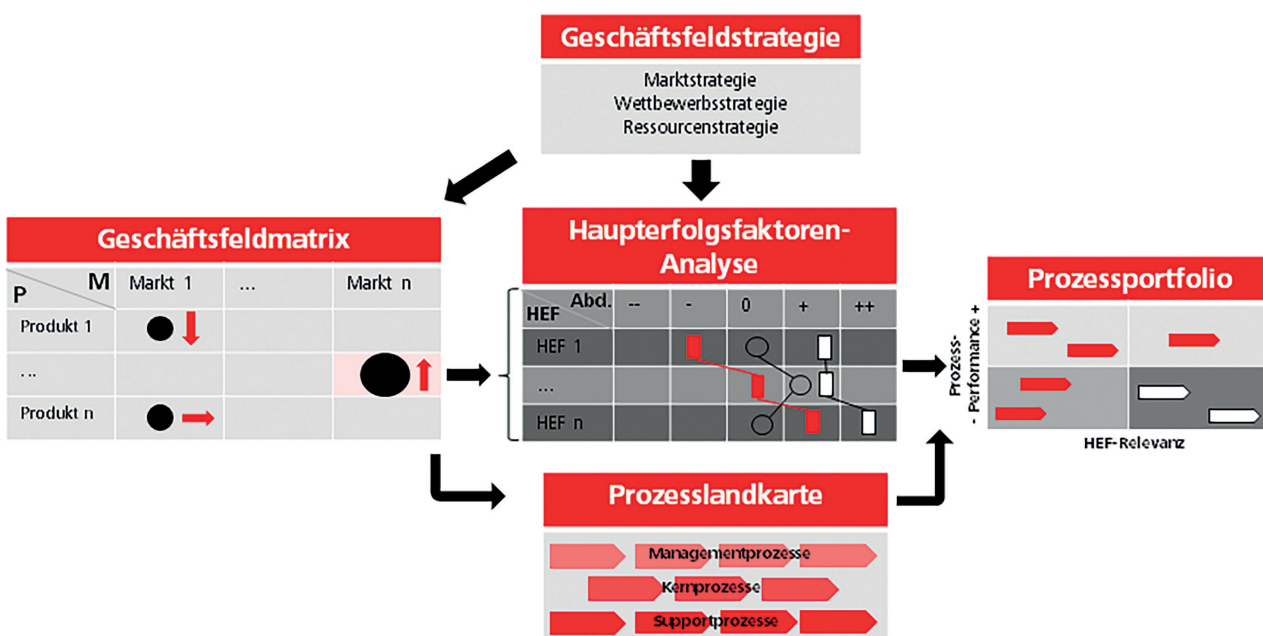 Geschäftsfeldstrategie
Marktstrategie
Wettbewerbsstrategie
Ressourcenstrategie
Geschäftsfeldmatrix
P M Markt 1 ... Markt n
Produkt 1
...
Produkt n
Haupterfolgsfaktoren-
Analyse
HEF Abd. -- - 0 + ++
HEF 1
...
HEF n
Prozessportfolio
Prozess-
- Performance +
HEF-Relevanz
Prozesslandkarte
Managementprozesse
Kernprozesse
Supportprozesse